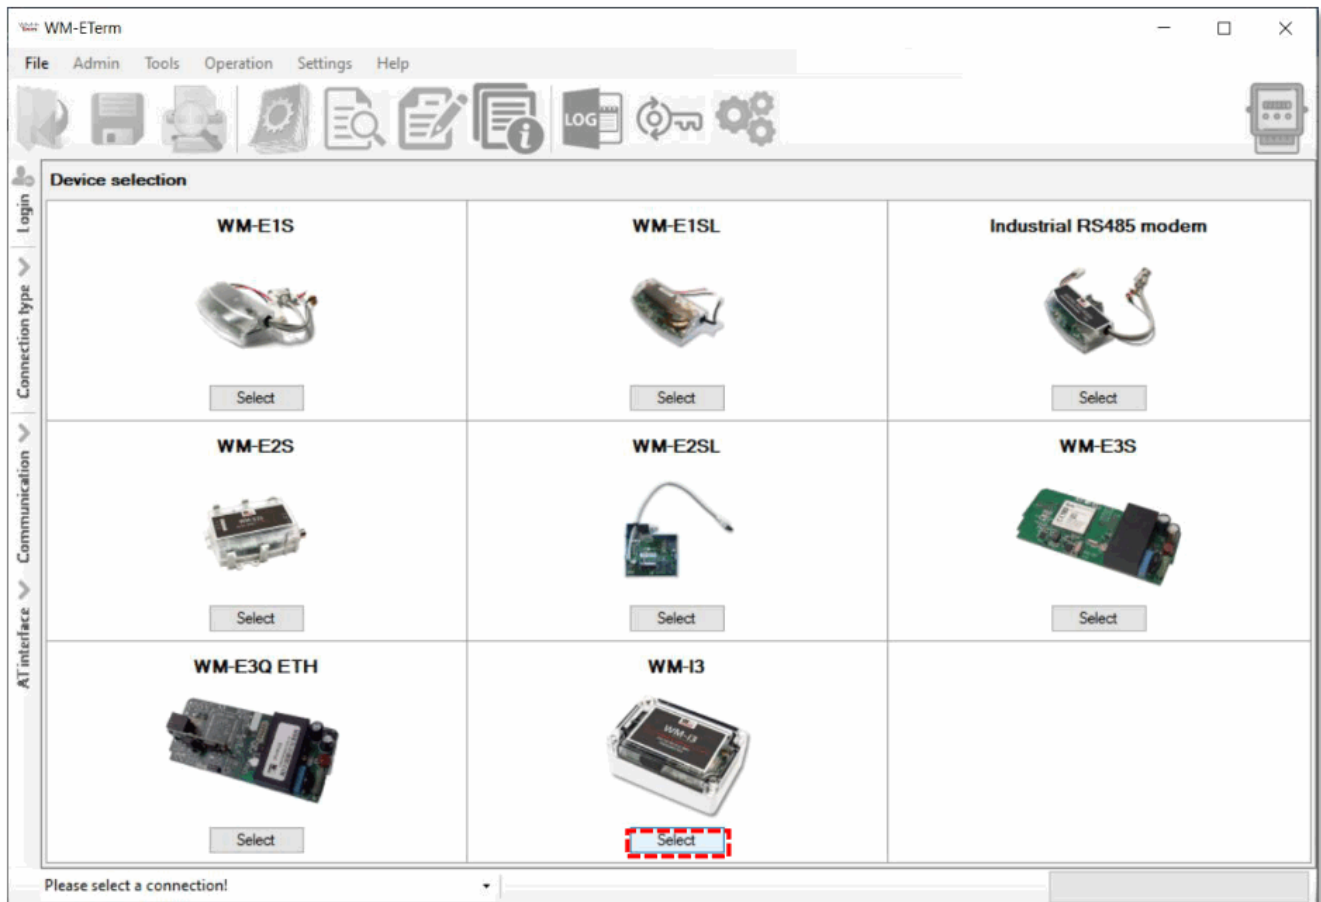 WM-ETerm
File Admin Tools Operation Settings Help
LOG
Login
Connection type
Communication
AT interface
Device selection
WM-E1S WM-E1SL Industrial RS485 modem
Select Select Select
WM-E2S WM-E2SL WM-E3S
Select Select Select
WM-E3Q ETH WM-I3
WM-I3
Select Select
Please select a connection!